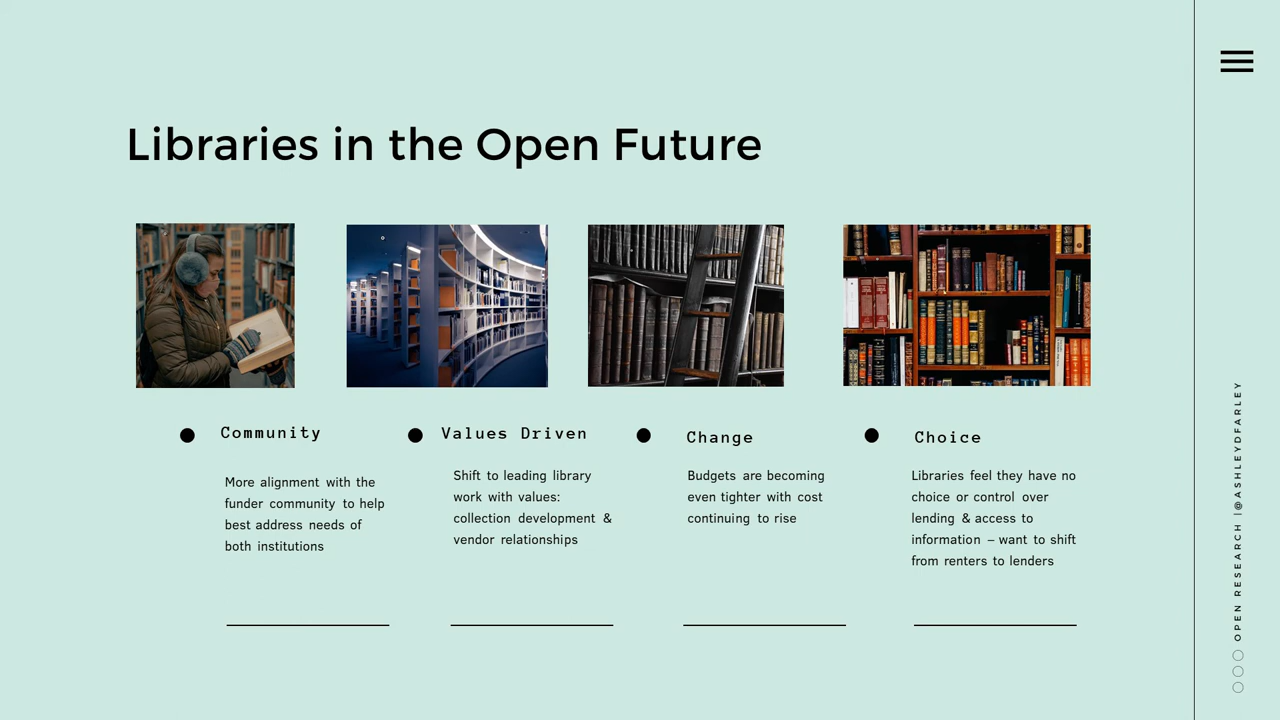 Libraries in the Open Future
Community
More alignment with the
funder community to help
best address needs of
both institutions
Values Driven
Shift to leading library
work with values:
collection development &
vendor relationships
Change
Budgets are becoming
even tighter with cost
continuing to rise
Choice
Libraries feel they have no
choice or control over
lending & access to
information – want to shift
from renters to lenders
OPEN RESEARCH |@ASHLEYDFARLEY